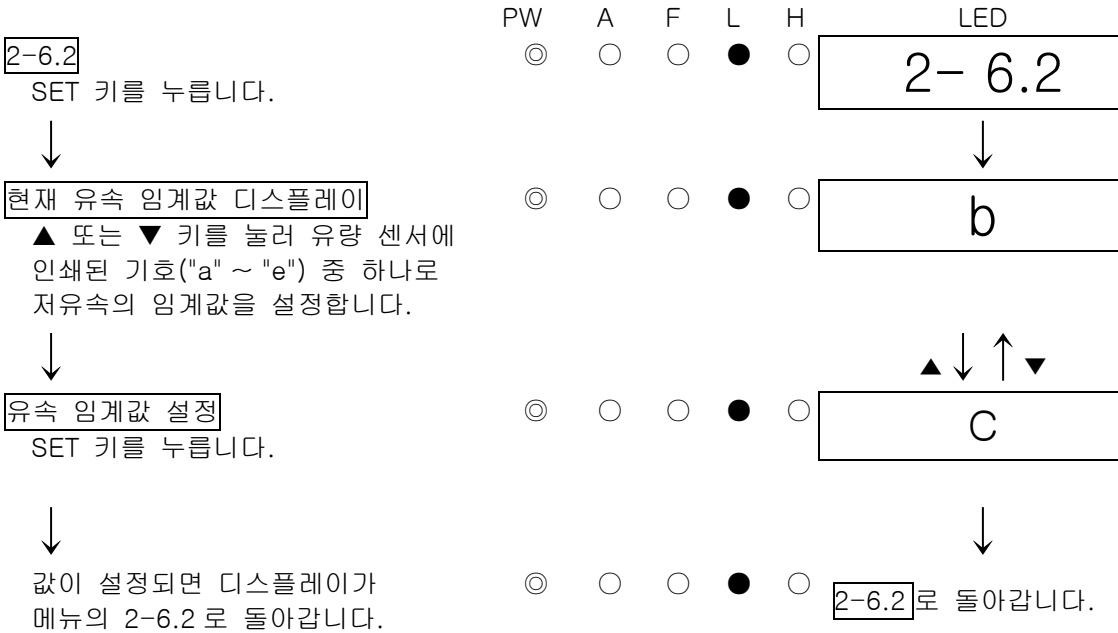 PW A F L H LED
2-6.2 ◎ ○ ○ ● ○ 2- 6.2
SET 키를 누릅니다.
↓ ↓
현재 유속 임계값 디스플레이 ◎ ○ ○ ● ○ b
▲ 또는 ▼ 키를 눌러 유량 센서에
인쇄된 기호("a" ~ "e") 중 하나로
저유속의 임계값을 설정합니다.
↓ ▲ ↓ ↑ ▼
유속 임계값 설정 ◎ ○ ○ ● ○ C
SET 키를 누릅니다.
↓ ↓
값이 설정되면 디스플레이가 ◎ ○ ○ ● ○ 2-6.2 로 돌아갑니다.
메뉴의 2-6.2 로 돌아갑니다.